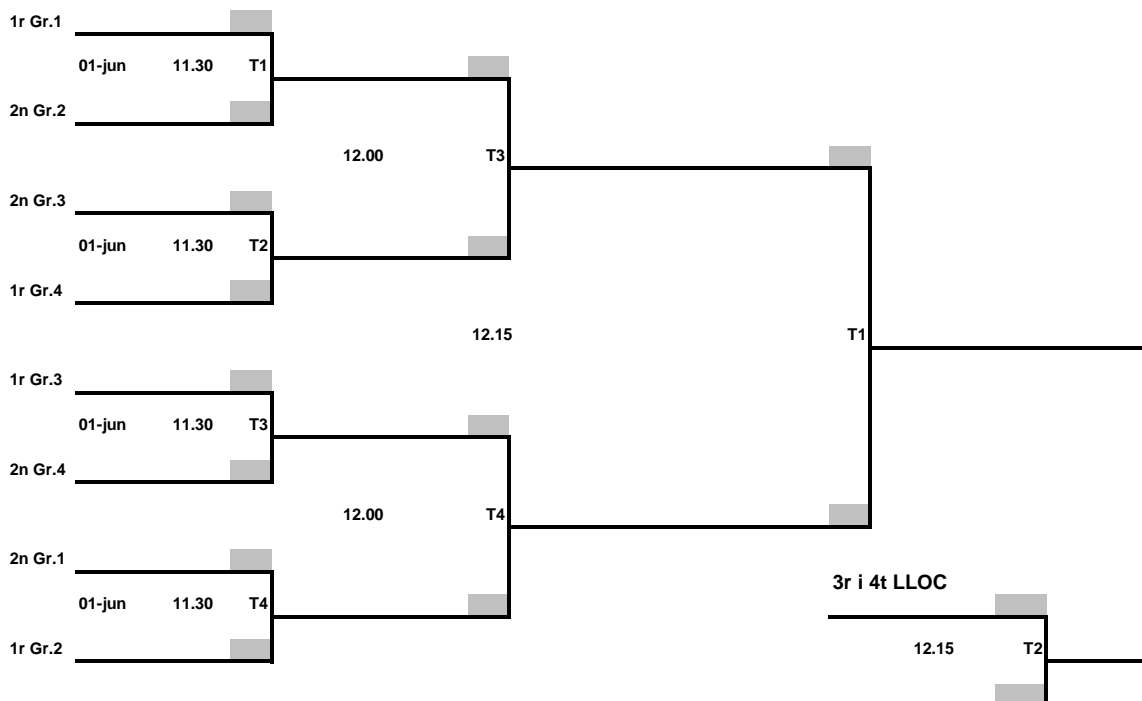 1r Gr.1
01-jun 11.30 T1
2n Gr.2
12.00 T3
2n Gr.3
01-jun 11.30 T2
1r Gr.4
12.15 T1
1r Gr.3
01-jun 11.30 T3
2n Gr.4
12.00 T4
2n Gr.1
01-jun 11.30 T4
1r Gr.2
3r i 4t LLOC
12.15 T2